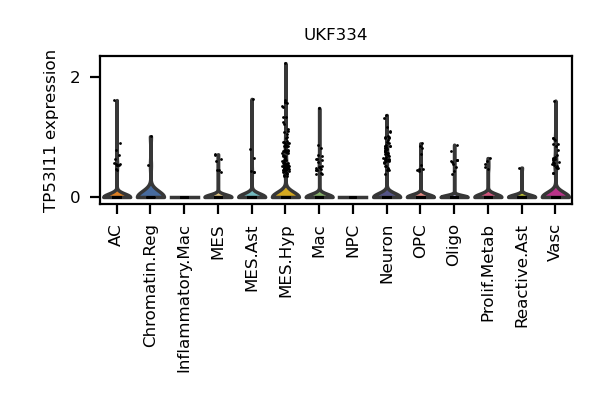 UKF334
TP53I11 expression
2
0
AC
Chromatin.Reg
Inflammatory.Mac
MES
MES.Ast
MES.Hyp
Mac
NPC
Neuron
OPC
Oligo
Prolif.Metab
Reactive.Ast
Vasc